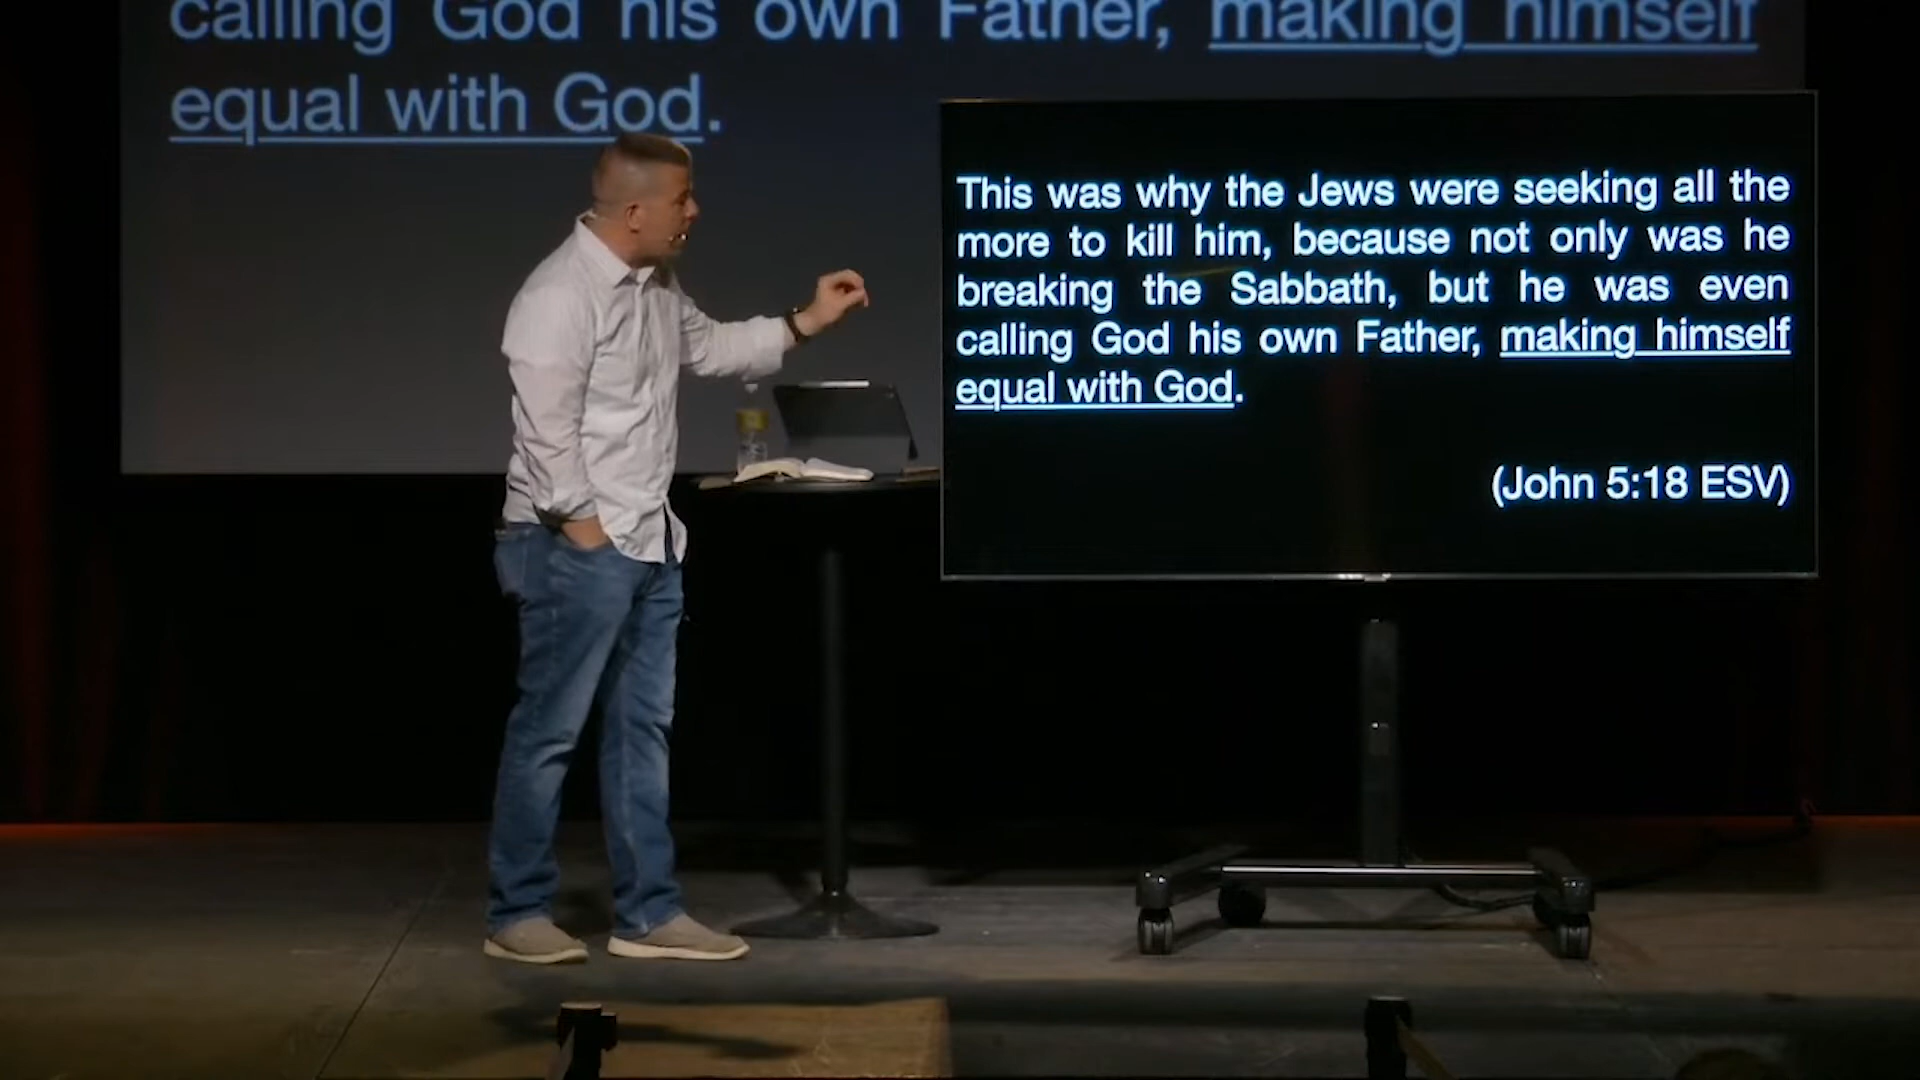 calling God his own Father, making himself
equal with God.
This was why the Jews were seeking all the
more to kill him, because not only was he
breaking the Sabbath, but he was even
calling God his own Father, making himself
equal with God.
(John 5:18 ESV)